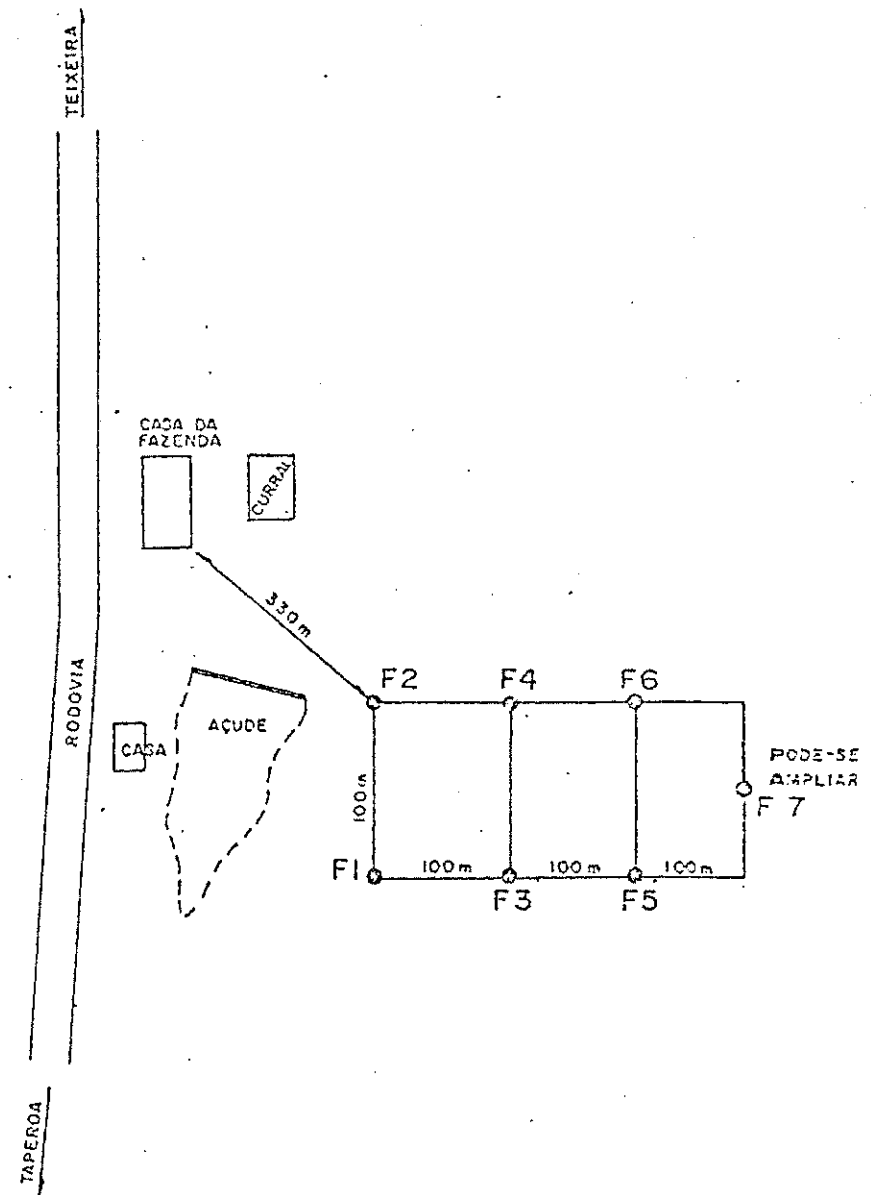 TEIXEIRA
CASA DA
FAZENDA
CURRAL
330 m
RODOVIA
F2
F4
F6
AÇUDE
CASA
PODE-SE
AMPLIAR
F 7
100 m
F1
100 m
100 m
100 m
F3
F5
TAPEROA